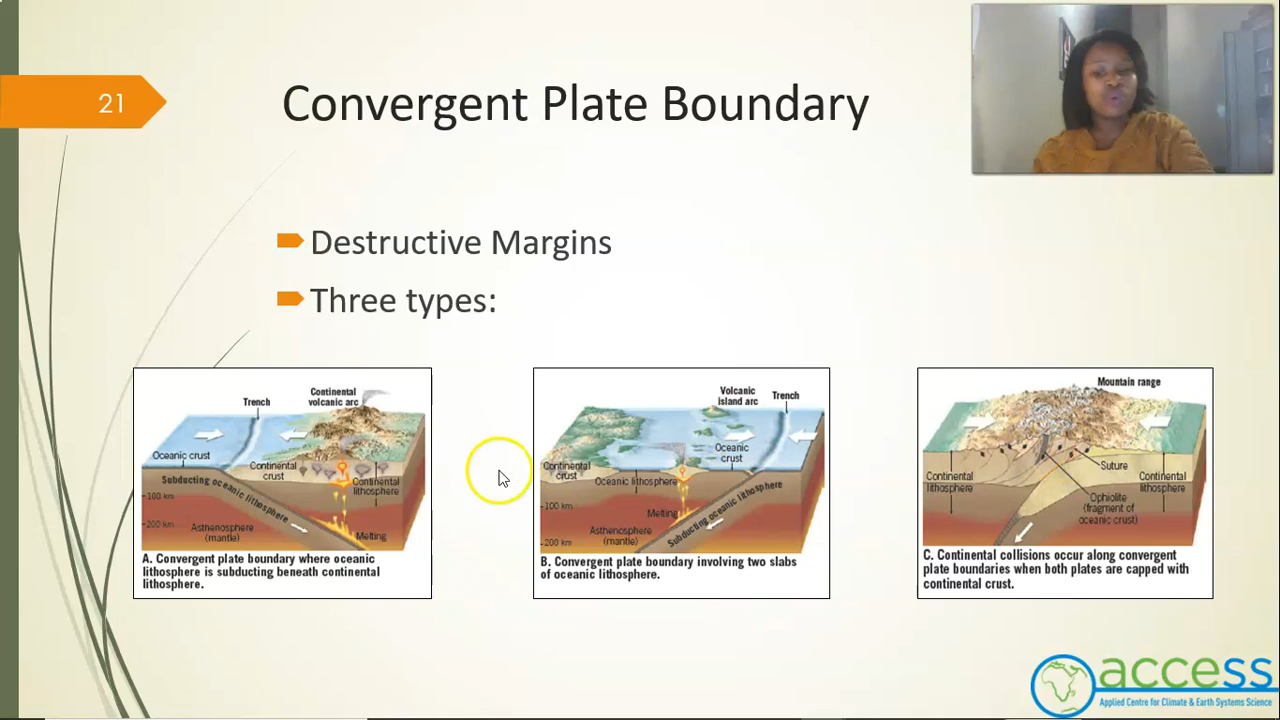 21
Convergent Plate Boundary
Destructive Margins
Three types:
Continental
volcanic arc
Trench
Oceanic crust
Continental
crust
Subducting oceanic lithosphere
Continental
lithosphere
100 km
200 km
Asthenosphere
(mantle)
Melting
A. Convergent plate boundary where oceanic
lithosphere is subducting beneath continental
lithosphere.
Volcanic
island arc
Trench
Oceanic
crust
Continental
crust
Oceanic lithosphere
100 km
Melting
Subducting oceanic lithosphere
Asthenosphere
(mantle)
200 km
B. Convergent plate boundary involving two slabs
of oceanic lithosphere.
Mountain range
Suture
Continental
lithosphere
Continental
lithosphere
Ophiolite
(fragment of
oceanic crust)
C. Continental collisions occur along convergent
plate boundaries when both plates are capped with
continental crust.
access
Applied Centre for Climate & Earth Systems Science